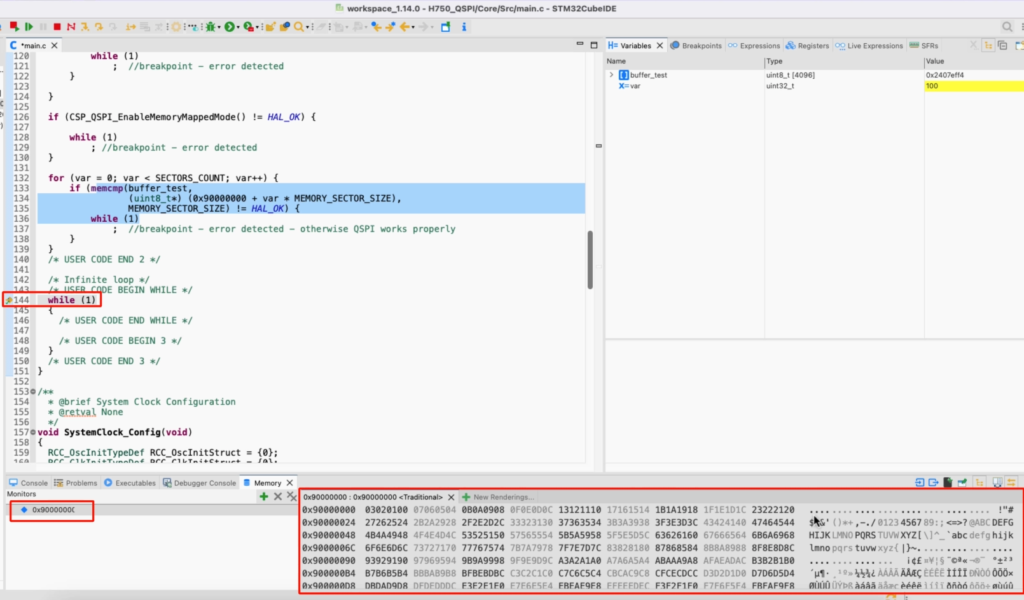 workspace_1.14.0 - H750_QSPI/Core/Src/main.c - STM32CubeIDE
*main.c
120 while (1)
121 ; //breakpoint - error detected
122 }
123
124 }
125
126 if (CSP_QSPI_EnableMemoryMappedMode() != HAL_OK) {
127
128 while (1)
129 ; //breakpoint - error detected
130 }
131
132 for (var = 0; var < SECTORS_COUNT; var++) {
133 if (memcmp(buffer_test,
134 (uint8_t*) (0x90000000 + var * MEMORY_SECTOR_SIZE),
135 MEMORY_SECTOR_SIZE) != HAL_OK) {
136 while (1)
137 ; //breakpoint - error detected - otherwise QSPI works properly
138 }
139 }
140 /* USER CODE END 2 */
141
142 /* Infinite loop */
143 /* USER CODE BEGIN WHILE */
144 while (1)
145 {
146 /* USER CODE END WHILE */
147
148 /* USER CODE BEGIN 3 */
149 }
150 /* USER CODE END 3 */
151 }
152
153 /**
154 * @brief System Clock Configuration
155 * @retval None
156 */
157 void SystemClock_Config(void)
158 {
159 RCC_OscInitTypeDef RCC_OscInitStruct = {0};
160 RCC_ClkInitTypeDef RCC_ClkInitStruct = {0};
Variables Breakpoints Expressions Registers Live Expressions SFRs
Name Type Value
buffer_test uint8_t [4096] 0x2407eff4
var uint32_t 100
Console Problems Executables Debugger Console Memory
Monitors
0x90000000
0x90000000 : 0x90000000 <Traditional> New Renderings...
0x90000000 03020100 07060504 0B0A0908 0F0E0D0C 13121110 17161514 1B1A1918 1F1E1D1C 23222120
0x90000024 27262524 2B2A2928 2F2E2D2C 33323130 37363534 3B3A3938 3F3E3D3C 43424140 47464544
0x90000048 4B4A4948 4F4E4D4C 53525150 57565554 5B5A5958 5F5E5D5C 63626160 67666564 6B6A6968
0x9000006C 6F6E6D6C 73727170 77767574 7B7A7978 7F7E7D7C 83828180 87868584 8B8A8988 8F8E8D8C
0x90000090 93929190 97969594 9B9A9998 9F9E9D9C A3A2A1A0 A7A6A5A4 ABAAA9A8 AFAEADAC B3B2B1B0
0x900000B4 B7B6B5B4 BBBAB9B8 BFBEBDBC C3C2C1C0 C7C6C5C4 CBCAC9C8 CFCECDCC D3D2D1D0 D7D6D5D4
0x900000D8 DBDAD9D8 DFDEDDDC E3E2E1E0 E7E6E5E4 EBEAE9E8 EFEEEDEC F3F2F1F0 F7F6F5F4 FBFAF9F8